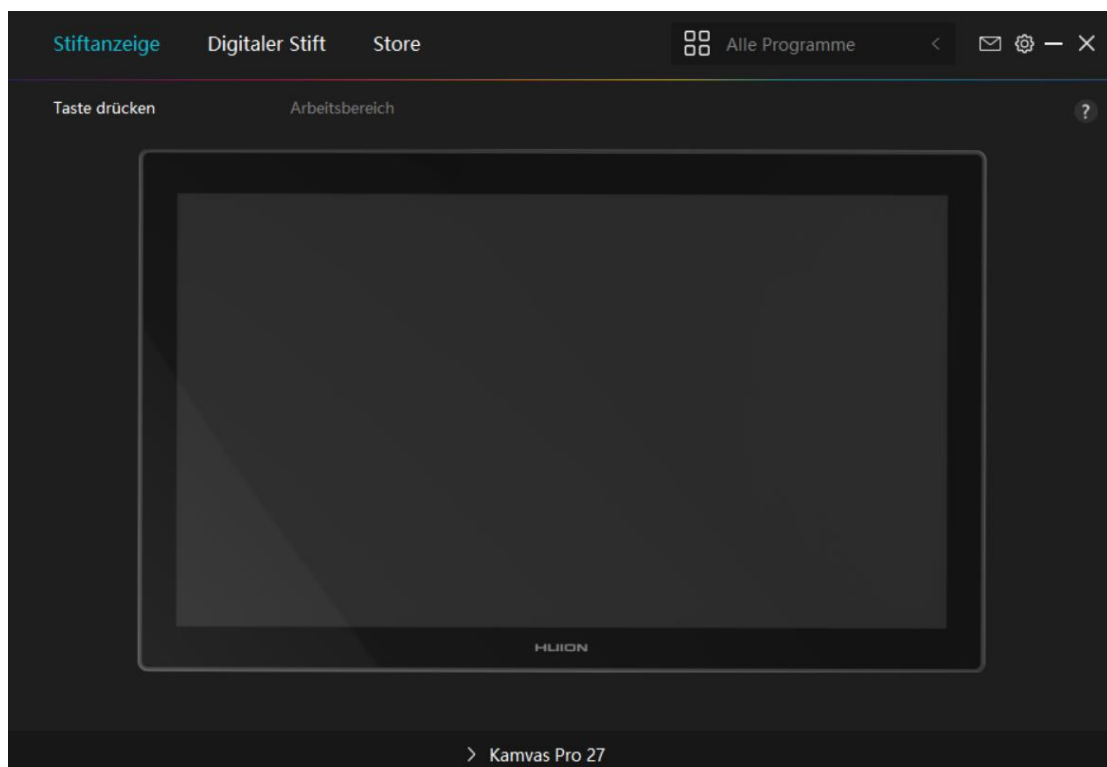 Stiftanzeige Digitaler Stift Store Alle Programme
Taste drücken Arbeitsbereich ?
HUION
Kamvas Pro 27